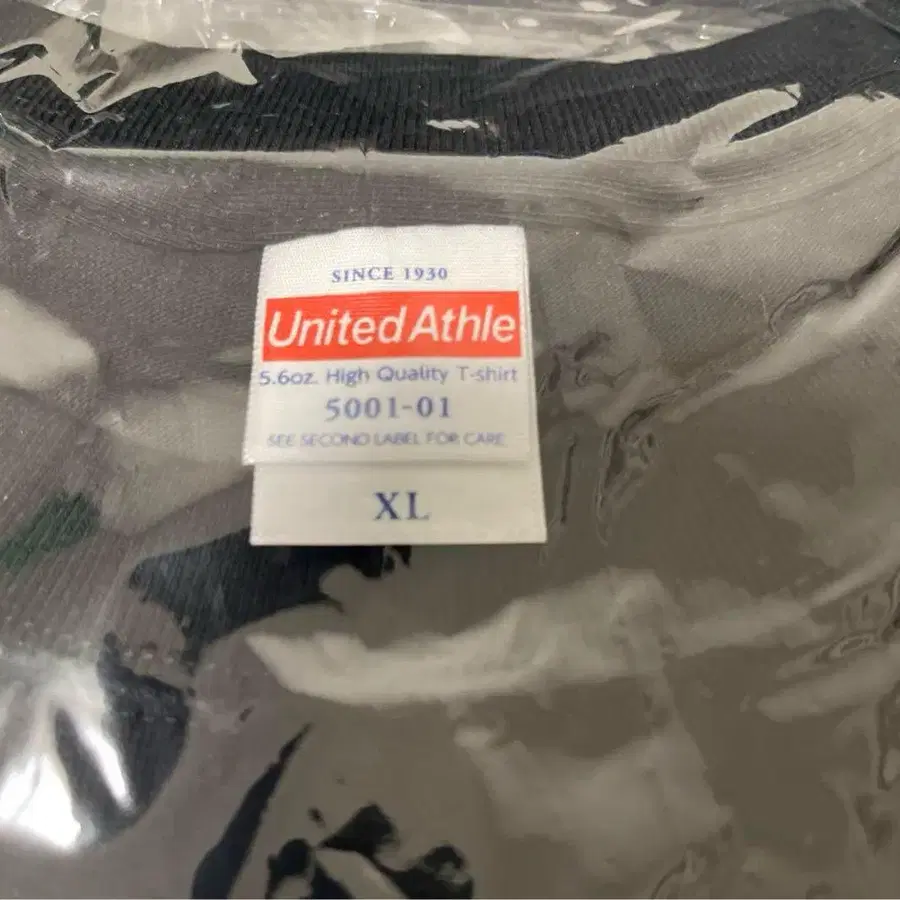 SINCE 1930
United Athle
5.6oz. High Quality T-shirt
5001-01
SEE SECOND LABEL FOR CARE
XL